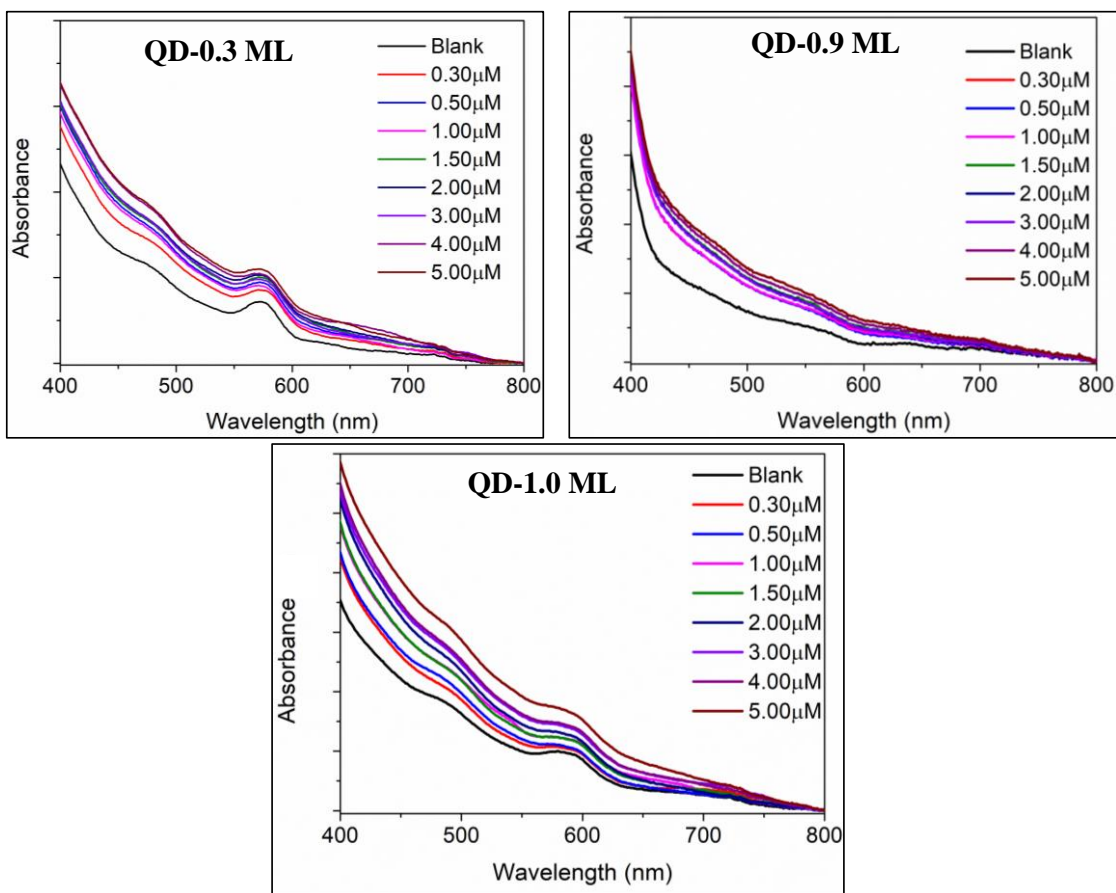 QD-0.3 ML
Blank
0.30μM
0.50μM
1.00μM
1.50μM
2.00μM
3.00μM
4.00μM
5.00μM
Absorbance
400 500 600 700 800
Wavelength (nm)
QD-0.9 ML
Blank
0.30μM
0.50μM
1.00μM
1.50μM
2.00μM
3.00μM
4.00μM
5.00μM
Absorbance
400 500 600 700 800
Wavelength (nm)
QD-1.0 ML
Blank
0.30μM
0.50μM
1.00μM
1.50μM
2.00μM
3.00μM
4.00μM
5.00μM
Absorbance
400 500 600 700 800
Wavelength (nm)